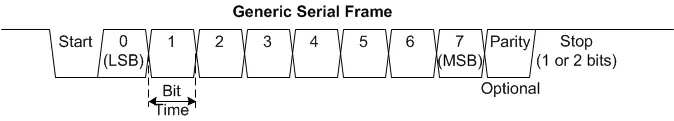 Generic Serial Frame
Start 0 1 2 3 4 5 6 7 Parity Stop
(LSB) (MSB) (1 or 2 bits)
Bit Optional
Time